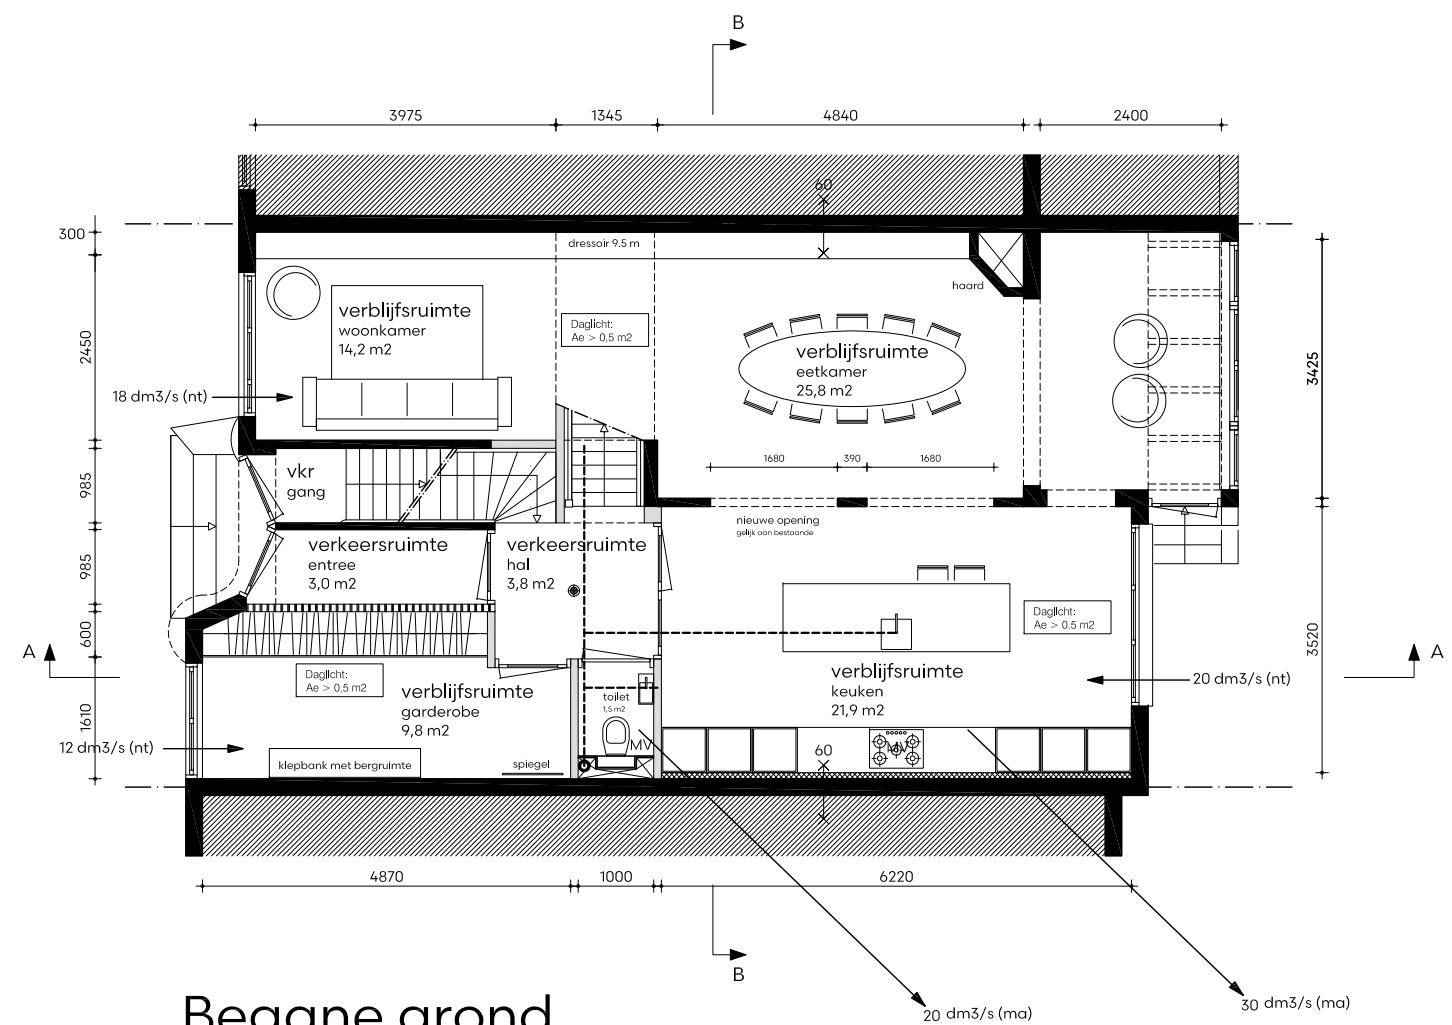 B
3975
1345
4840
2400
60
300
dressoir 9.5 m
haard
verblijfsruimte
woonkamer
14,2 m2
Daglicht:
Ae > 0,5 m2
verblijfsruimte
eetkamer
25,8 m2
2450
3425
18 dm3/s (nt)
1680
390
1680
vkr
gang
985
nieuwe opening
gelijk aan bestaande
verkeersruimte
entree
3,0 m2
verkeersruimte
hal
3,8 m2
985
Daglicht:
Ae > 0,5 m2
600
3520
A
A
Daglicht:
Ae > 0,5 m2
verblijfsruimte
garderobe
9,8 m2
toilet
1,5 m2
verblijfsruimte
keuken
21,9 m2
20 dm3/s (nt)
1610
12 dm3/s (nt)
MV
MV
60
klepbank met bergruimte
spiegel
4870
1000
6220
B
Begane grond
20 dm3/s (ma)
30 dm3/s (ma)